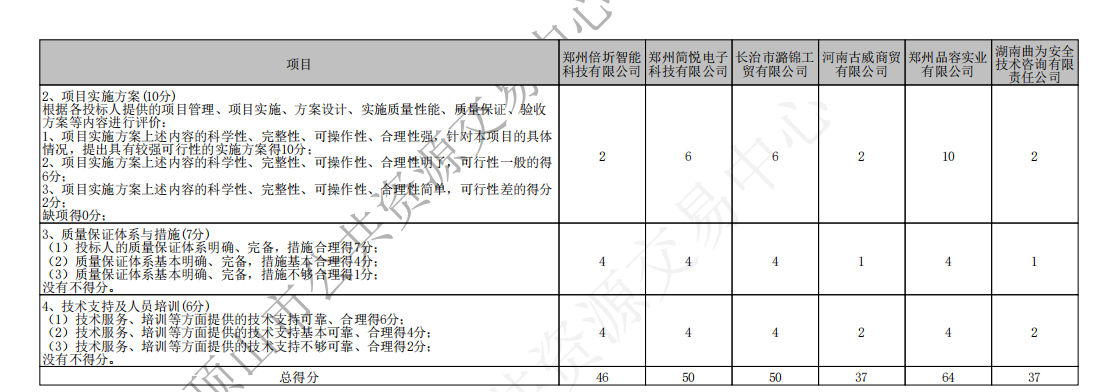 项目
郑州倍圻智能
科技有限公司
郑州简悦电子
科技有限公司
长治市潞锦工
贸有限公司
河南古威商贸
有限公司
郑州品容实业
有限公司
湖南曲为安全
技术咨询有限
责任公司
2、项目实施方案(10分)
根据各投标人提供的项目管理、项目实施、方案设计、实施质量性能、质量保证、验收
方案等内容进行评价:
1、项目实施方案上述内容的科学性、完整性、可操作性、合理性强，针对本项目的具体
情况，提出具有较强可行性的实施方案得10分;
2、项目实施方案上述内容的科学性、完整性、可操作性、合理性明了，可行性一般的得
6分;
3、项目实施方案上述内容的科学性、完整性、可操作性、合理性简单，可行性差的得分
2分;
缺项得0分;
2 6 6 2 10 2
3、质量保证体系与措施(7分)
（1）投标人的质量保证体系明确、完备，措施合理得7分;
（2）质量保证体系基本明确、完备，措施基本合理得4分;
（3）质量保证体系基本明确、完备，措施不够合理得1分;
没有不得分。
4 4 4 1 4 1
4、技术支持及人员培训(6分)
（1）技术服务、培训等方面提供的技术支持可靠、合理得6分;
（2）技术服务、培训等方面提供的技术支持基本可靠、合理得4分;
（3）技术服务、培训等方面提供的技术支持不够可靠、合理得2分;
没有不得分。
4 4 4 2 4 2
总得分 46 50 50 37 64 37
顶山市公共资源交易中心
共资源交易中心